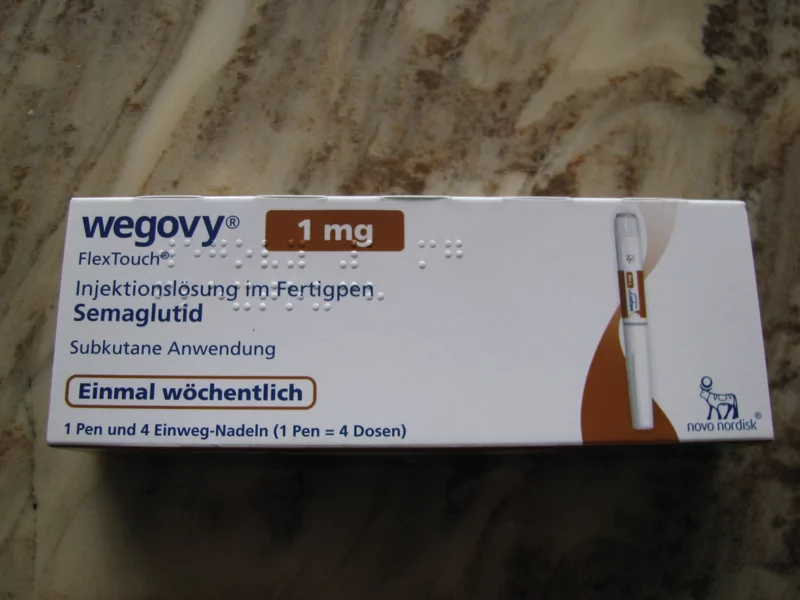 wegovy® 1 mg
FlexTouch®
Injektionslösung im Fertigpen
Semaglutid
Subkutane Anwendung
Einmal wöchentlich
1 Pen und 4 Einweg-Nadeln (1 Pen = 4 Dosen)
novo nordisk®